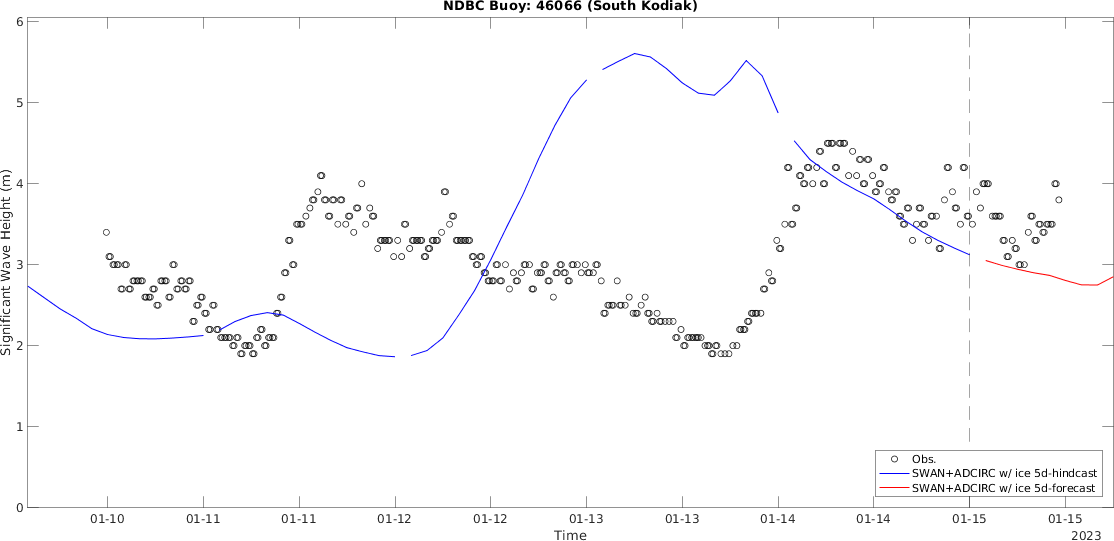 NDBC Buoy: 46066 (South Kodiak)
6
5
4
3
2
1
0
Significant Wave Height (m)
Obs.
SWAN+ADCIRC w/ ice 5d-hindcast
SWAN+ADCIRC w/ ice 5d-forecast
01-10 01-11 01-11 01-12 01-12 01-13 01-13 01-14 01-14 01-15 01-15
Time
2023